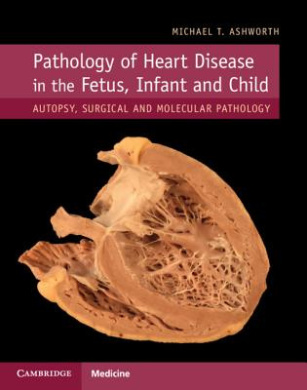 MICHAEL T. ASHWORTH
Pathology of Heart Disease
in the Fetus, Infant and Child
AUTOPSY, SURGICAL AND MOLECULAR PATHOLOGY
CAMBRIDGE
Medicine